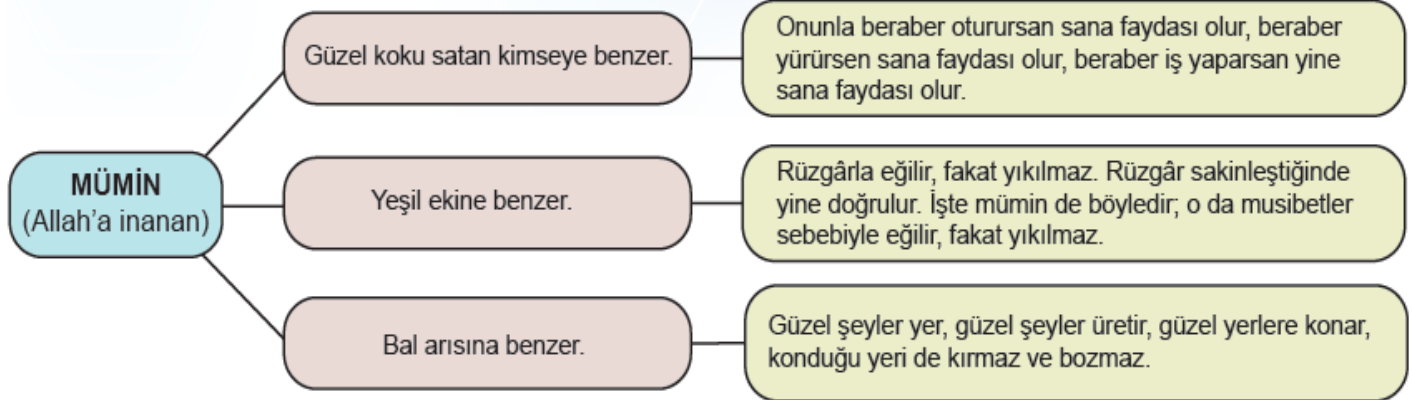 MÜMİN
(Allah’a inanan)
Güzel koku satan kimseye benzer.
Onunla beraber oturursan sana faydası olur, beraber
yürürsen sana faydası olur, beraber iş yaparsan yine
sana faydası olur.
Yeşil ekine benzer.
Rüzgârla eğilir, fakat yıkılmaz. Rüzgâr sakinleştiğinde
yine doğrulur. İşte mümin de böyledir; o da musibetler
sebebiyle eğilir, fakat yıkılmaz.
Bal arısına benzer.
Güzel şeyler yer, güzel şeyler üretir, güzel yerlere konar,
konduğu yeri de kırmaz ve bozmaz.